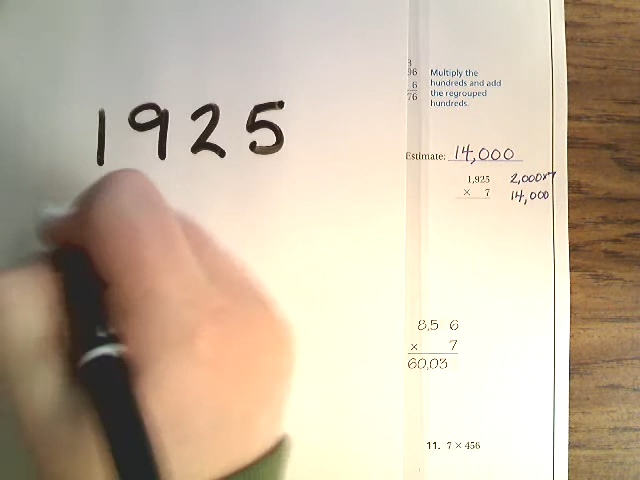 1925
3
96
6
76
Multiply the
hundreds and add
the regrouped
hundreds.
Estimate: 14,000
1,925
× 7
2,000×7
14,000
8,5 6
× 7
60,03
11. 7 × 456